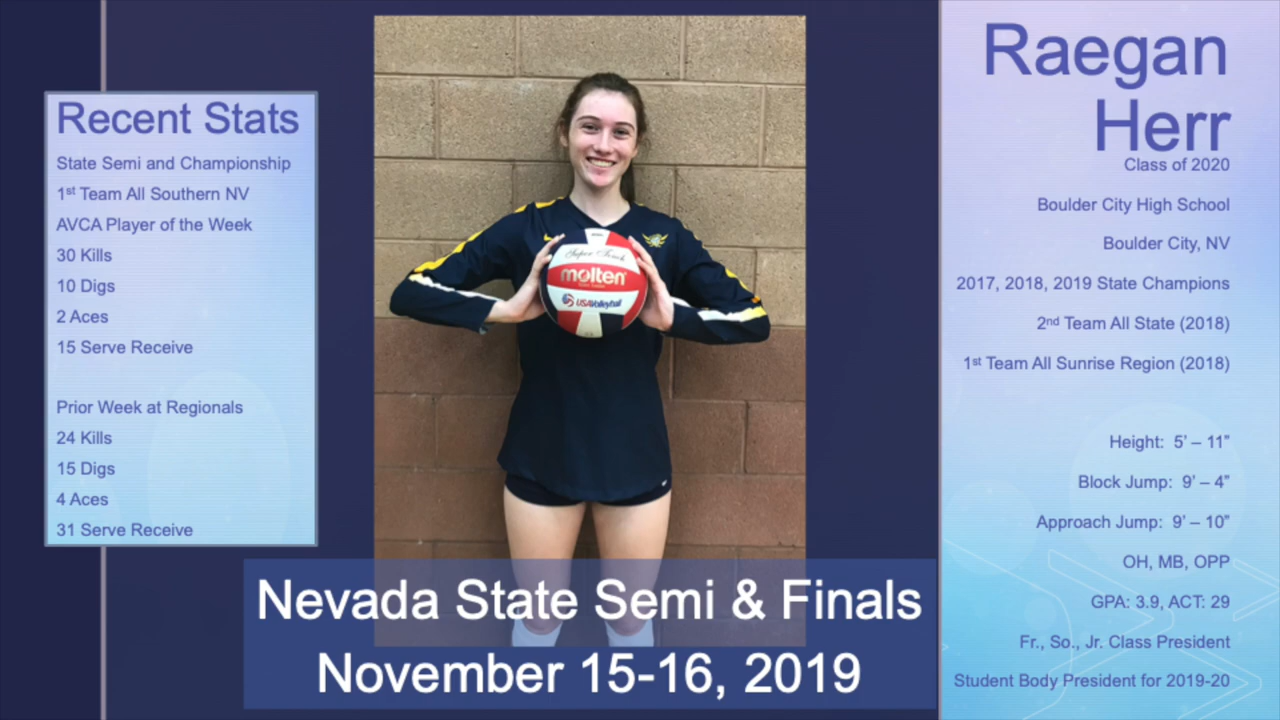 Recent Stats
State Semi and Championship
1st Team All Southern NV
AVCA Player of the Week
30 Kills
10 Digs
2 Aces
15 Serve Receive
Prior Week at Regionals
24 Kills
15 Digs
4 Aces
31 Serve Receive
Super Touch
molten
USA Volleyball
Nevada State Semi & Finals
November 15-16, 2019
Raegan
Herr
Class of 2020
Boulder City High School
Boulder City, NV
2017, 2018, 2019 State Champions
2nd Team All State (2018)
1st Team All Sunrise Region (2018)
Height: 5' – 11”
Block Jump: 9' – 4”
Approach Jump: 9' – 10”
OH, MB, OPP
GPA: 3.9, ACT: 29
Fr., So., Jr. Class President
Student Body President for 2019-20